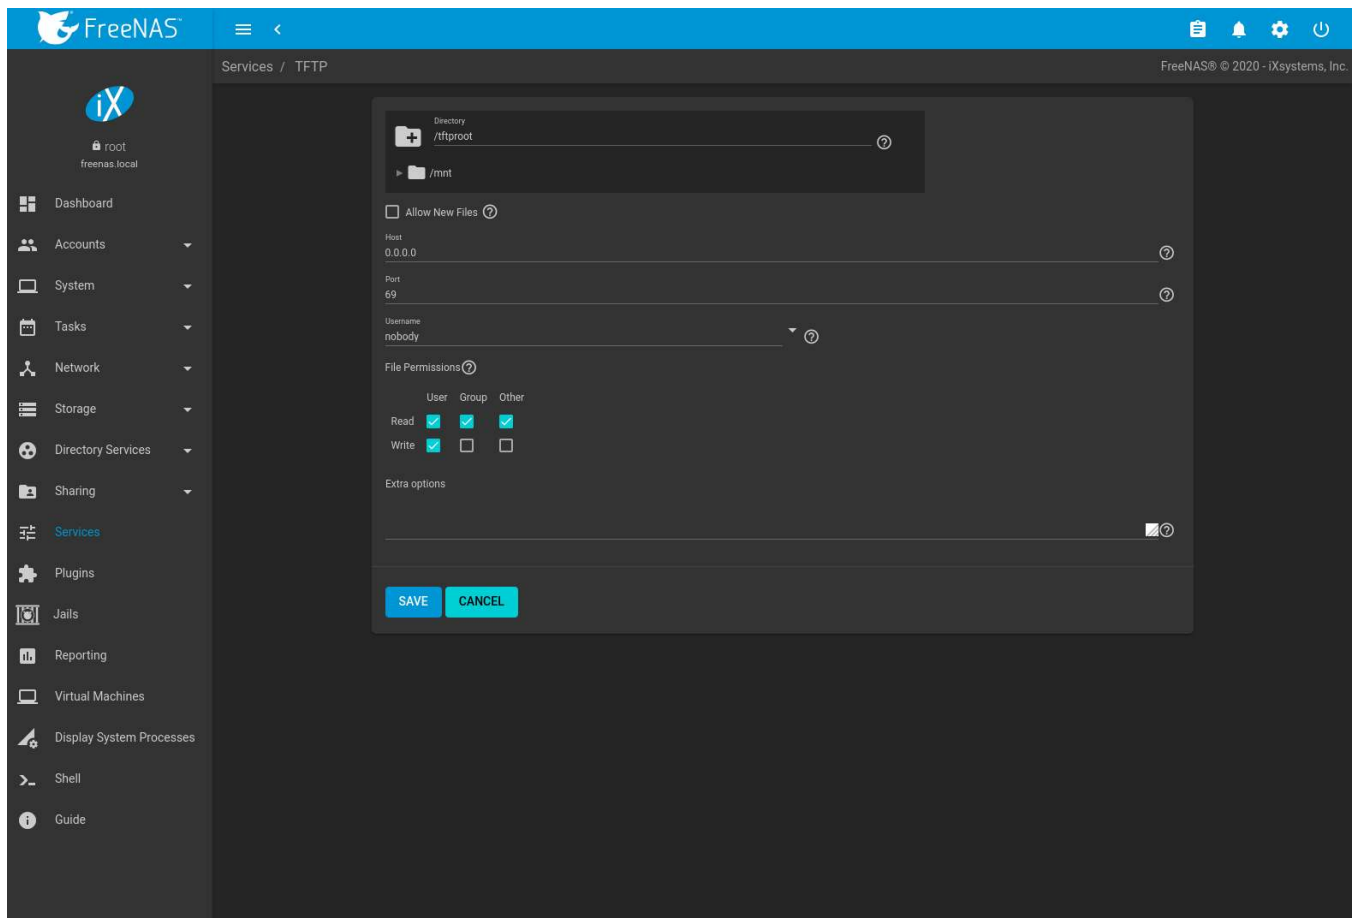 FreeNAS®
Services / TFTP
FreeNAS® © 2020 - iXsystems, Inc.
iX
root
freenas.local
Dashboard
Accounts
System
Tasks
Network
Storage
Directory Services
Sharing
Services
Plugins
Jails
Reporting
Virtual Machines
Display System Processes
Shell
Guide
Directory
/tftproot
/mnt
Allow New Files
Host
0.0.0.0
Port
69
Username
nobody
File Permissions
User Group Other
Read
Write
Extra options
SAVE CANCEL